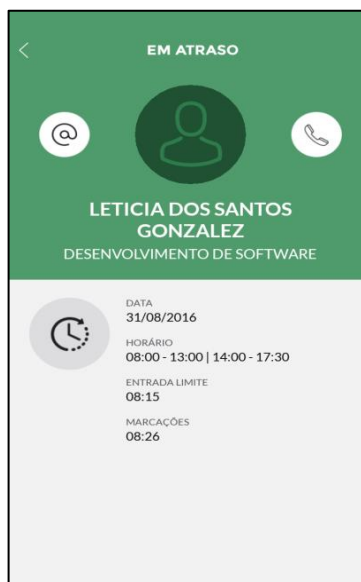 EM ATRASO
LETICIA DOS SANTOS
GONZALEZ
DESENVOLVIMENTO DE SOFTWARE
DATA
31/08/2016
HORÁRIO
08:00 - 13:00 | 14:00 - 17:30
ENTRADA LIMITE
08:15
MARCAÇÕES
08:26